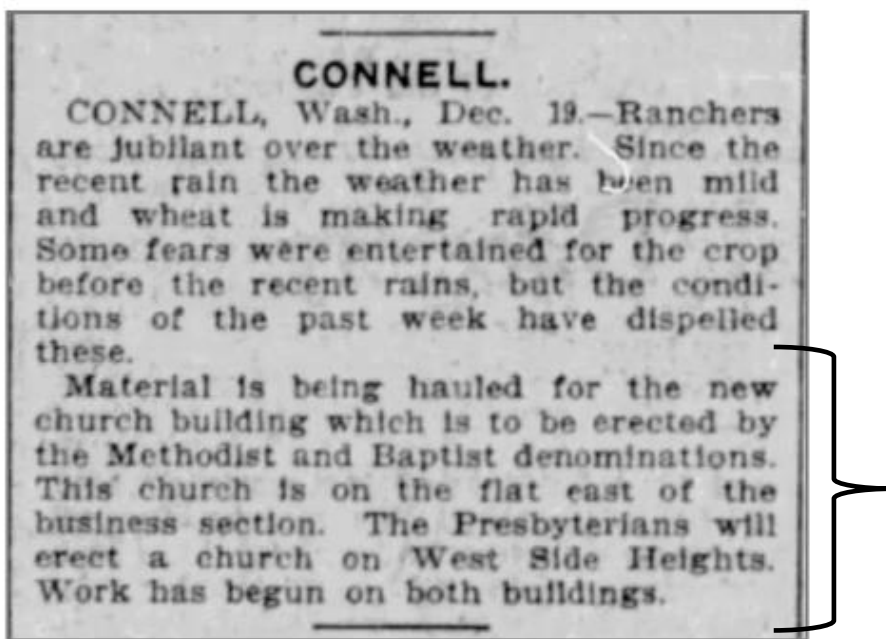 CONNELL.
CONNELL, Wash., Dec. 19.—Ranchers
are jubilant over the weather. Since the
recent rain the weather has been mild
and wheat is making rapid progress.
Some fears were entertained for the crop
before the recent rains, but the condi-
tions of the past week have dispelled
these.
Material is being hauled for the new
church building which is to be erected by
the Methodist and Baptist denominations.
This church is on the flat east of the
business section. The Presbyterians will
erect a church on West Side Heights.
Work has begun on both buildings.